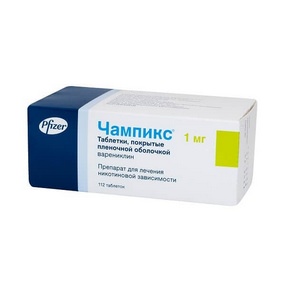 Pfizer
Чампикс®
1 мг
Таблетки, покрытые
пленочной оболочкой
варениклин
Препарат для лечения
никотиновой зависимости
112 таблеток